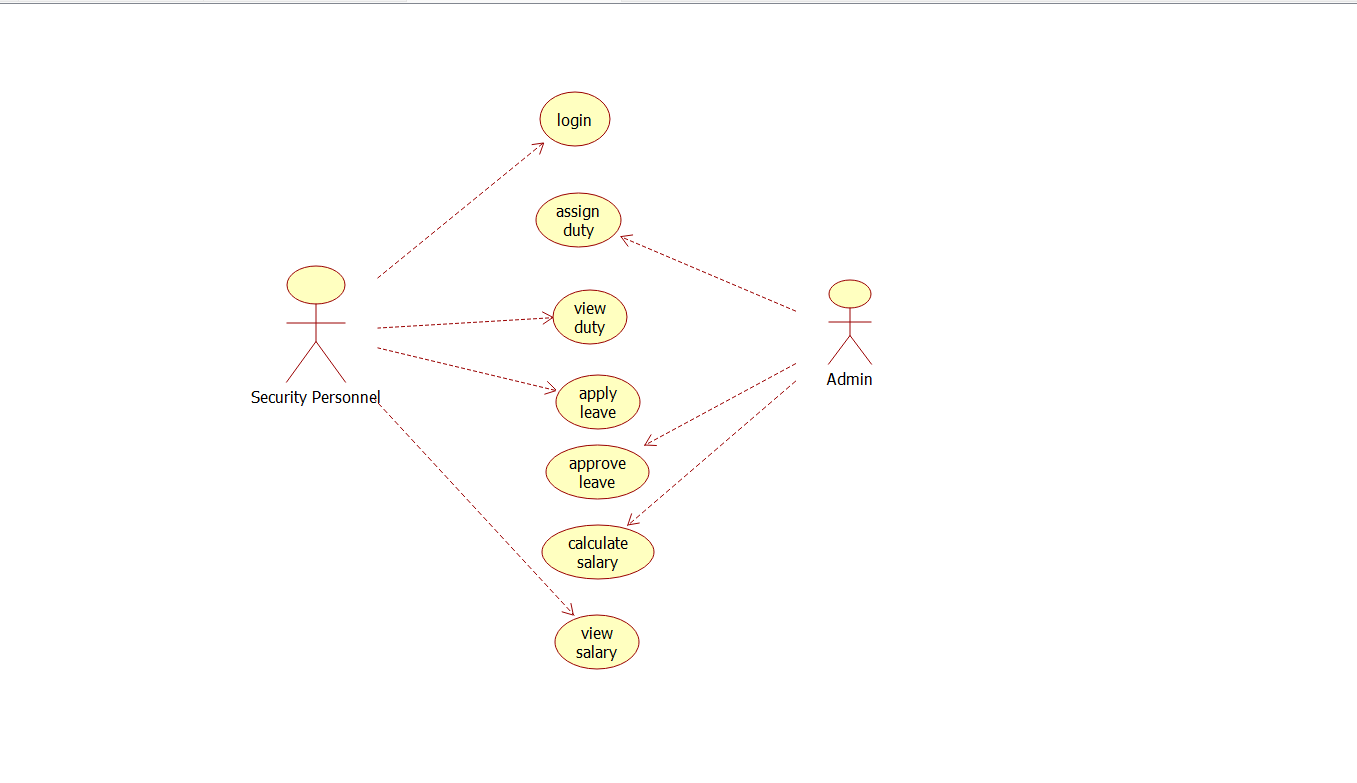 login
assign
duty
view
duty
Security Personnel
Admin
apply
leave
approve
leave
calculate
salary
view
salary